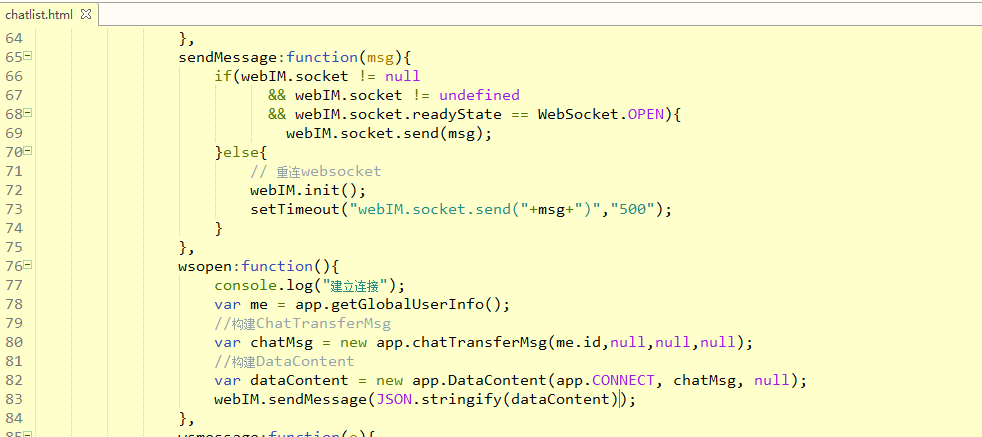 chatlist.html
64 },
65 sendMessage:function(msg){
66 if(webIM.socket != null
67 && webIM.socket != undefined
68 && webIM.socket.readyState == WebSocket.OPEN){
69 webIM.socket.send(msg);
70 }else{
71 // 重连websocket
72 webIM.init();
73 setTimeout("webIM.socket.send("+msg+")","500");
74 }
75 },
76 wsopen:function(){
77 console.log("建立连接");
78 var me = app.getGlobalUserInfo();
79 //构建ChatTransferMsg
80 var chatMsg = new app.chatTransferMsg(me.id,null,null,null);
81 //构建DataContent
82 var dataContent = new app.DataContent(app.CONNECT, chatMsg, null);
83 webIM.sendMessage(JSON.stringify(dataContent));
84 },
85 wsmessage:function(e){